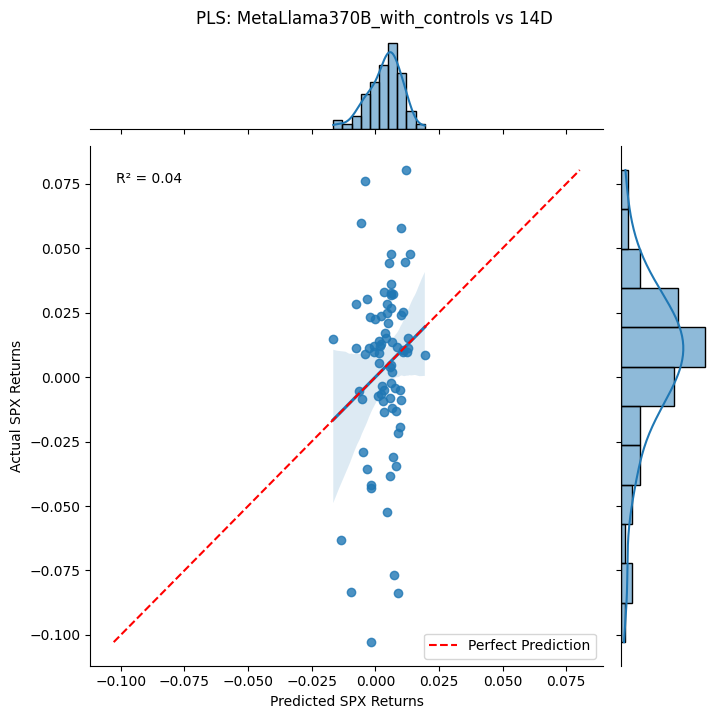 PLS: MetaLlama370B_with_controls vs 14D
R² = 0.04
0.075
0.050
0.025
0.000
−0.025
−0.050
−0.075
−0.100
Actual SPX Returns
Perfect Prediction
−0.100 −0.075 −0.050 −0.025 0.000 0.025 0.050 0.075
Predicted SPX Returns